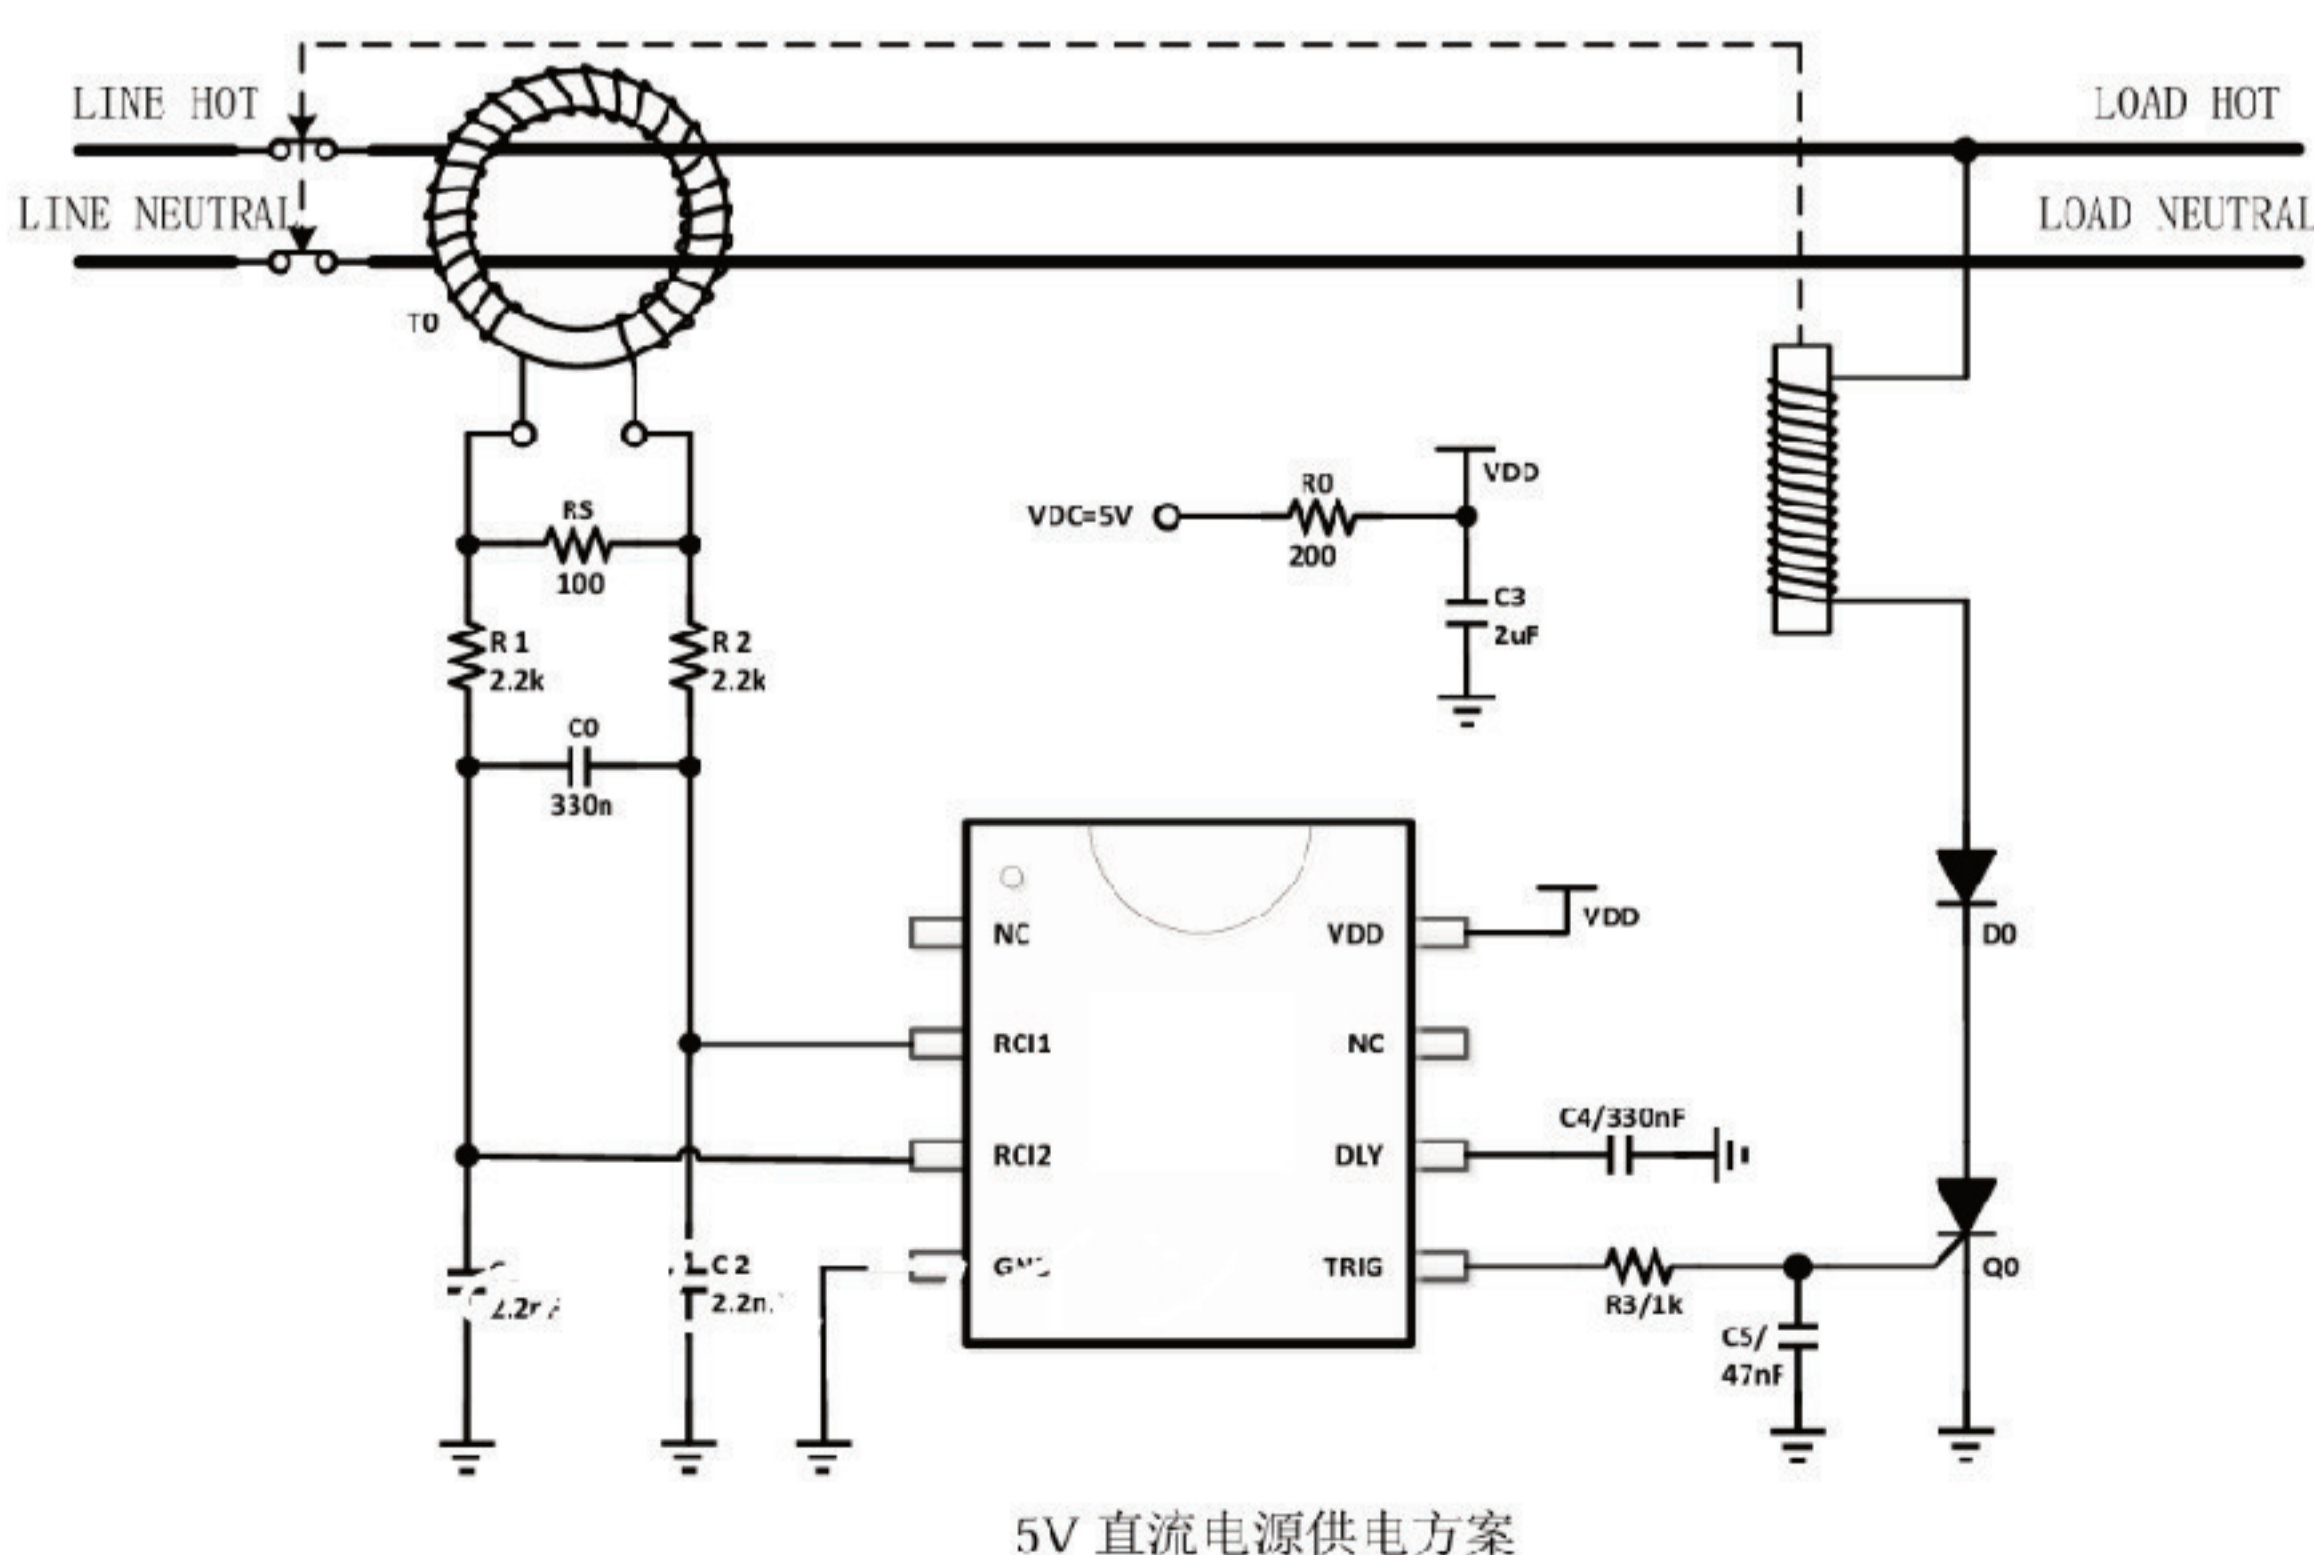 LINE HOT
LOAD HOT
LINE NEUTRAL
LOAD NEUTRAL
T0
VDD
R0
VDC=5V
200
RS
100
C3
2uF
R1
2.2k
R2
2.2k
C0
330n
NC
VDD
VDD
D0
RCI1
NC
C4/330nF
RCI2
DLY
C2
2.2n
TRIG
Q0
R3/1k
C5/
47nF
5V 直流电源供电方案